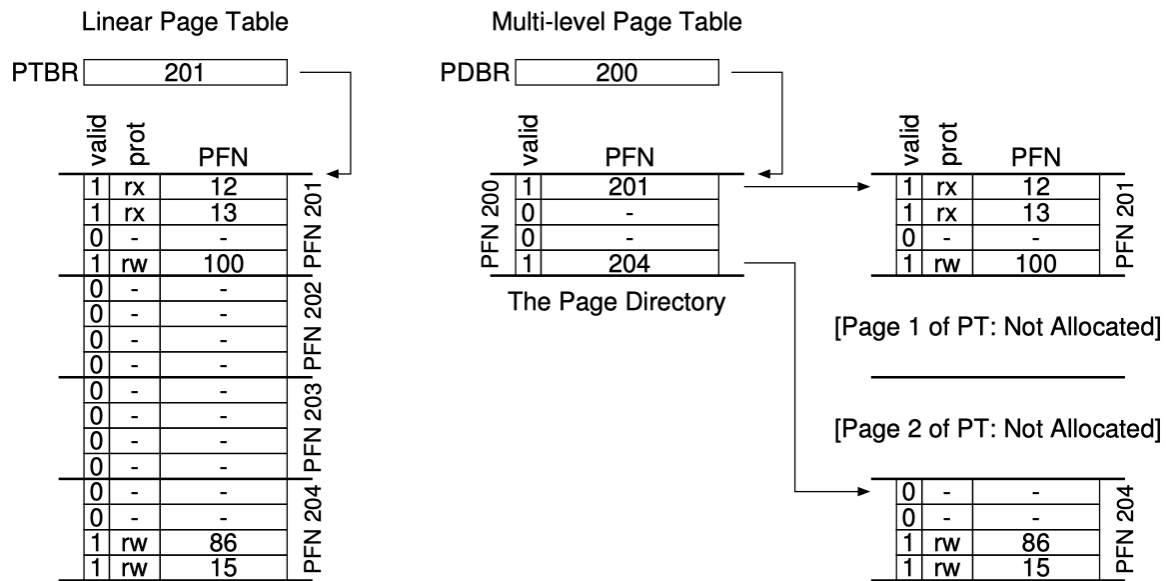 Linear Page Table
PTBR 201
valid prot PFN
1 rx 12
1 rx 13
0 - -
1 rw 100
PFN 201
0 - -
0 - -
0 - -
0 - -
PFN 202
0 - -
0 - -
0 - -
0 - -
PFN 203
0 - -
0 - -
1 rw 86
1 rw 15
PFN 204
Multi-level Page Table
PDBR 200
valid PFN
PFN 200
1 201
0 -
0 -
1 204
The Page Directory
valid prot PFN
1 rx 12
1 rx 13
0 - -
1 rw 100
PFN 201
[Page 1 of PT: Not Allocated]
[Page 2 of PT: Not Allocated]
0 - -
0 - -
1 rw 86
1 rw 15
PFN 204